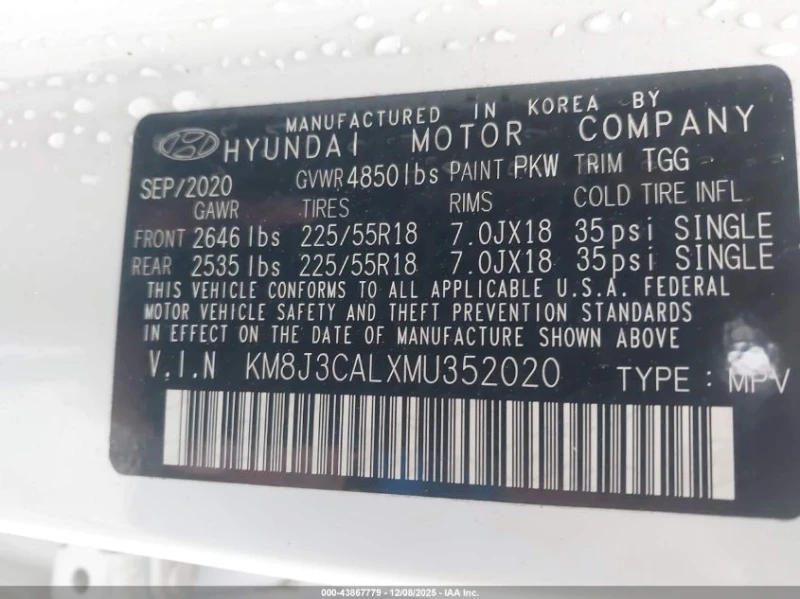 MANUFACTURED IN KOREA BY
HYUNDAI MOTOR COMPANY
SEP/2020 GVWR 4850 lbs PAINT PKW TRIM TGG
GAWR TIRES RIMS COLD TIRE INFL
FRONT 2646 lbs 225/55R18 7.0JX18 35psi SINGLE
REAR 2535 lbs 225/55R18 7.0JX18 35psi SINGLE
THIS VEHICLE CONFORMS TO ALL APPLICABLE U.S.A. FEDERAL
MOTOR VEHICLE SAFETY AND THEFT PREVENTION STANDARDS
IN EFFECT ON THE DATE OF MANUFACTURE SHOWN ABOVE
V.I.N KM8J3CALXMU352020 TYPE : MPV
000-43867779 - 12/08/2025 - IAA Inc.